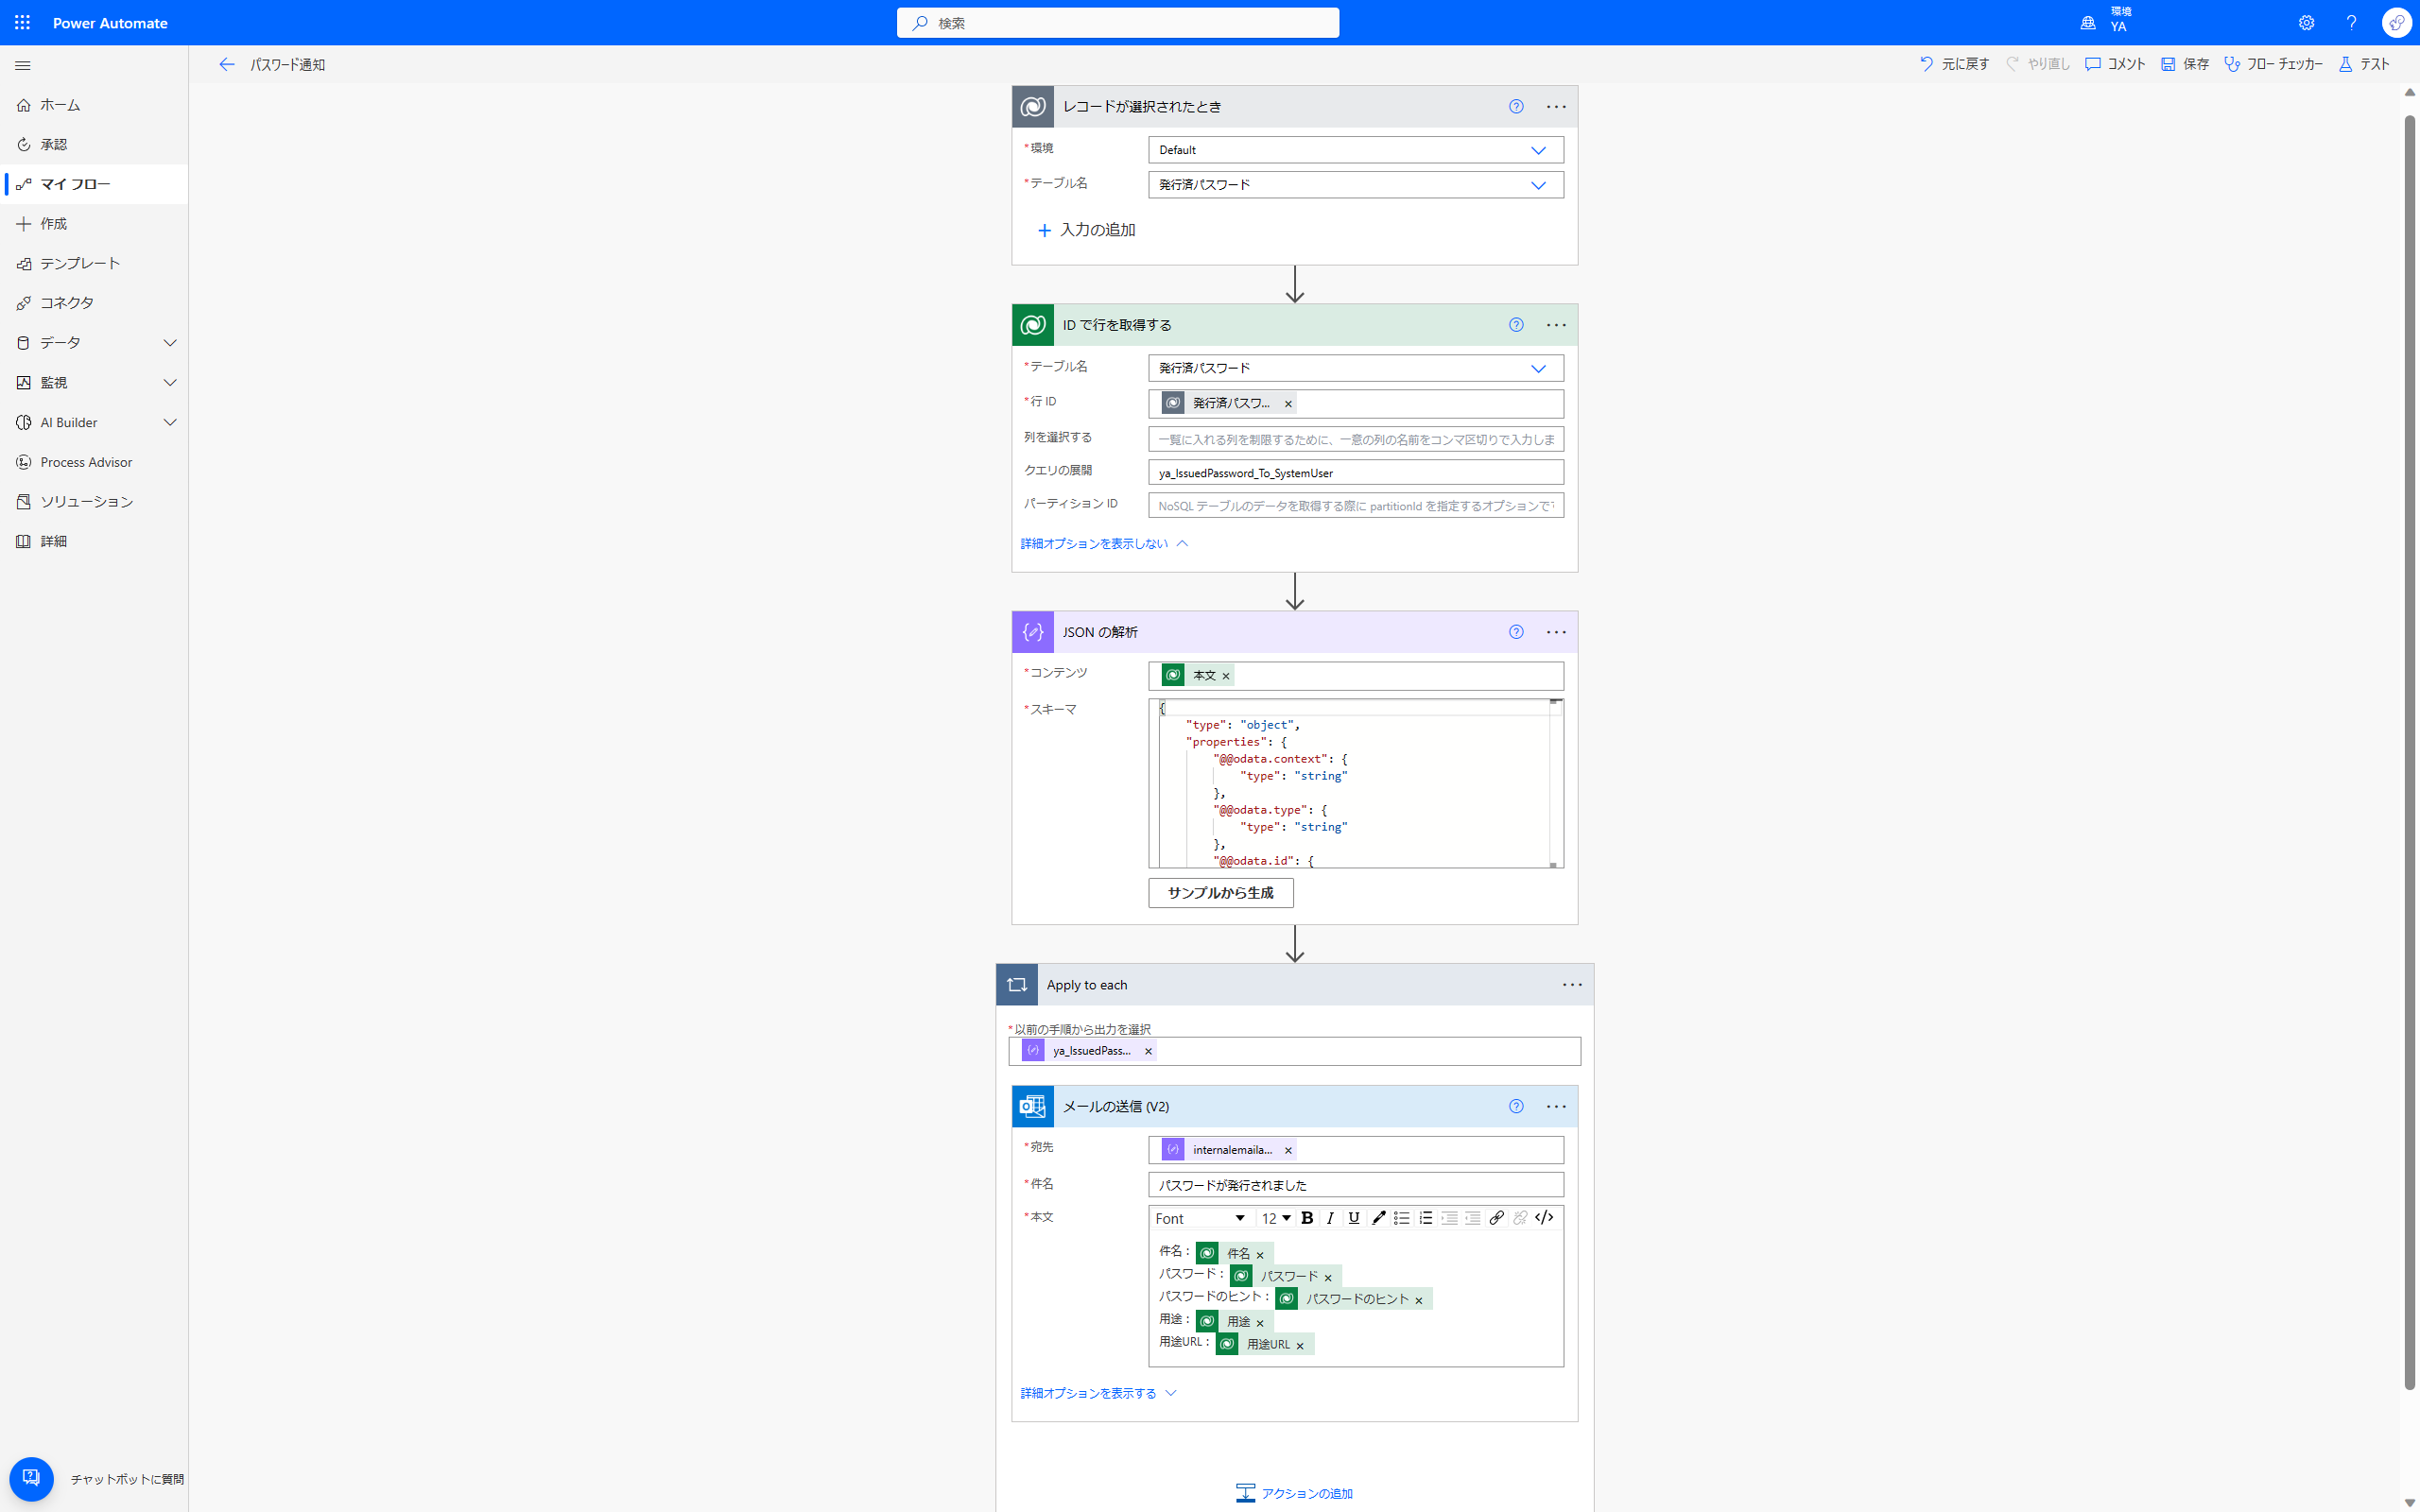 Power Automate
検索
環境
YA
パスワード通知
元に戻す
やり直し
コメント
保存
フロー チェッカー
テスト
ホーム
承認
マイ フロー
作成
テンプレート
コネクタ
データ
監視
AI Builder
Process Advisor
ソリューション
詳細
チャットボットに質問
レコードが選択されたとき
*環境
Default
*テーブル名
発行済パスワード
入力の追加
ID で行を取得する
*テーブル名
発行済パスワード
*行 ID
発行済パスワ...
列を選択する
一覧に入れる列を制限するために、一意の列の名前をコンマ区切りで入力しま
クエリの展開
ya_IssuedPassword_To_SystemUser
パーティション ID
NoSQL テーブルのデータを取得する際に partitionId を指定するオプションで
詳細オプションを表示しない
JSON の解析
*コンテンツ
本文
*スキーマ
{
"type": "object",
"properties": {
"@@odata.context": {
"type": "string"
},
"@@odata.type": {
"type": "string"
},
"@@odata.id": {
サンプルから生成
Apply to each
*以前の手順から出力を選択
ya_IssuedPass...
メールの送信 (V2)
*宛先
internalemaila...
*件名
パスワードが発行されました
*本文
Font 12 B I U
件名： 件名
パスワード： パスワード
パスワードのヒント： パスワードのヒント
用途： 用途
用途URL： 用途URL
詳細オプションを表示する
アクションの追加